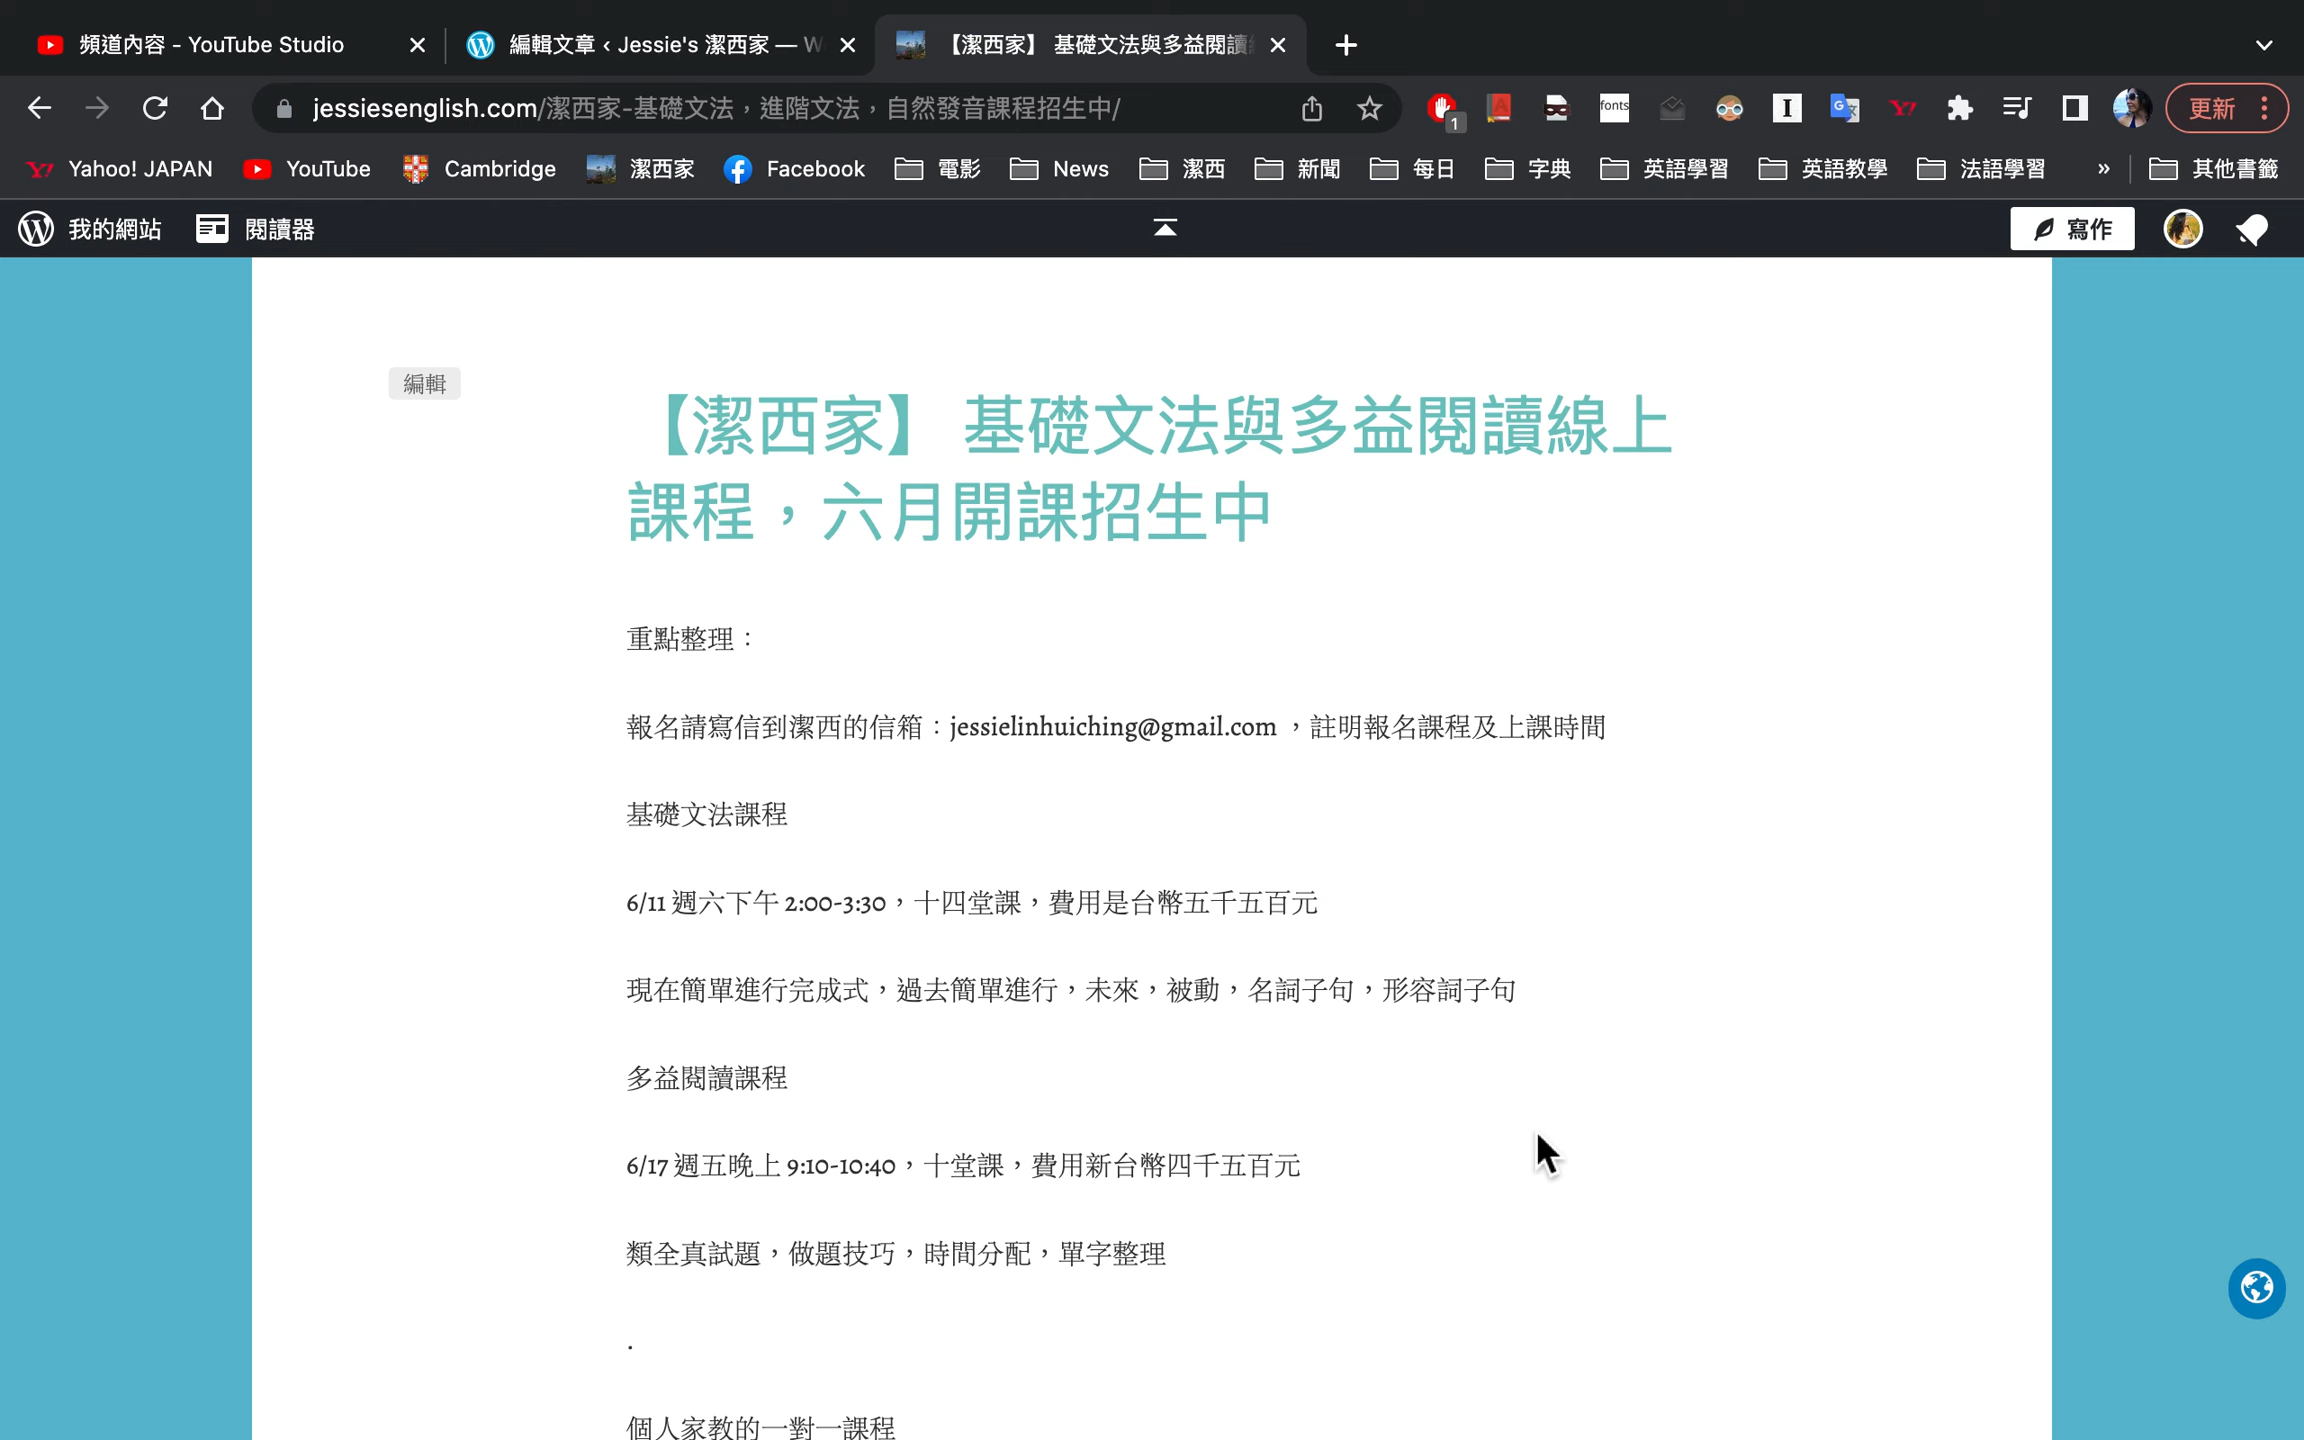 頻道內容 - YouTube Studio
編輯文章 ‹ Jessie's 潔西家 — W
【潔西家】 基礎文法與多益閱讀
jessiesenglish.com/潔西家-基礎文法，進階文法，自然發音課程招生中/
1
fonts
更新
Yahoo! JAPAN
YouTube
Cambridge
潔西家
Facebook
電影
News
潔西
新聞
每日
字典
英語學習
英語教學
法語學習
»
其他書籤
我的網站
閱讀器
寫作
編輯
【潔西家】 基礎文法與多益閱讀線上
課程，六月開課招生中
重點整理：
報名請寫信到潔西的信箱：jessielinhuiching@gmail.com ，註明報名課程及上課時間
基礎文法課程
6/11 週六下午 2:00-3:30，十四堂課，費用是台幣五千五百元
現在簡單進行完成式，過去簡單進行，未來，被動，名詞子句，形容詞子句
多益閱讀課程
6/17 週五晚上 9:10-10:40，十堂課，費用新台幣四千五百元
類全真試題，做題技巧，時間分配，單字整理
.
個人家教的一對一課程